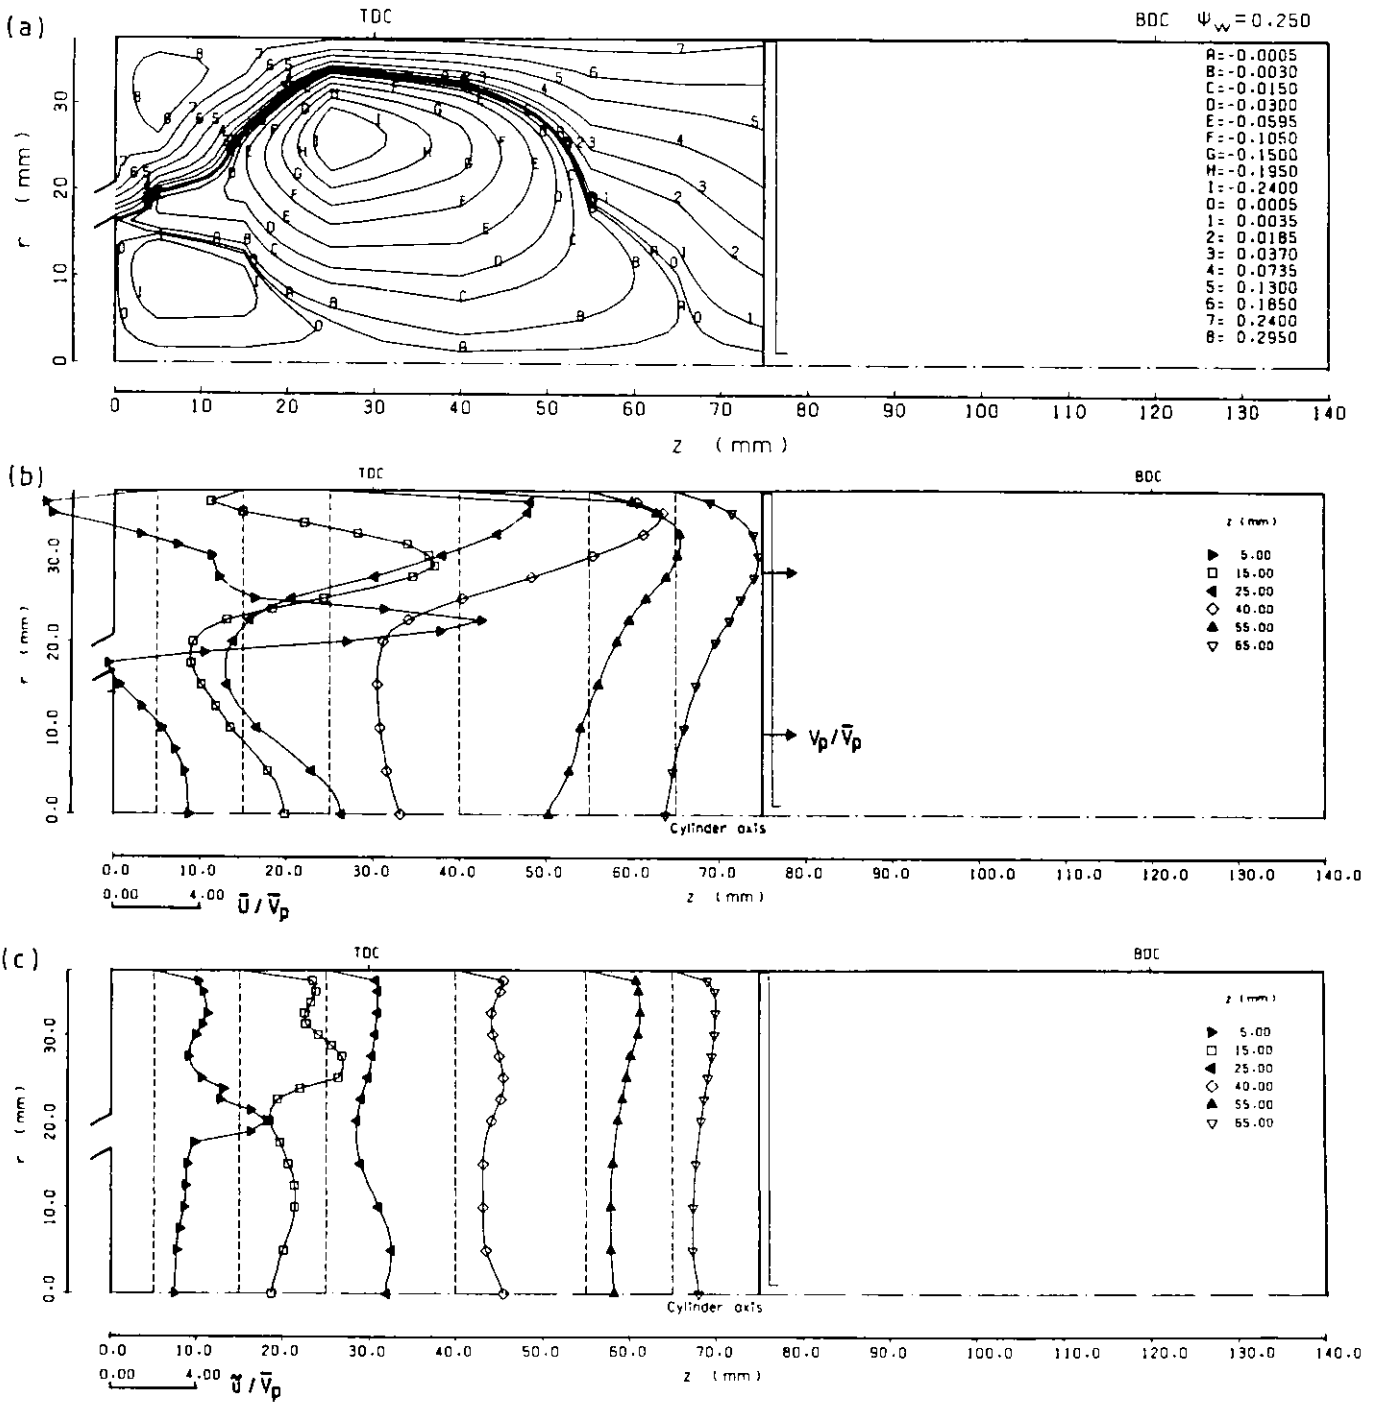 (a)
TDC
BDC Ψw=0.250
A=-0.0005
B=-0.0030
C=-0.0150
D=-0.0300
E=-0.0595
F=-0.1050
G=-0.1500
H=-0.1950
I=-0.2400
0= 0.0005
1= 0.0035
2= 0.0185
3= 0.0370
4= 0.0735
5= 0.1300
6= 0.1850
7= 0.2400
8= 0.2950
r (mm)
0 10 20 30
0 10 20 30 40 50 60 70 80 90 100 110 120 130 140
z (mm)
(b)
TDC
BDC
z (mm)
5.00
15.00
25.00
40.00
55.00
65.00
r (mm)
0.0 10.0 20.0 30.0
Vp/V̄p
Cylinder axis
0.0 10.0 20.0 30.0 40.0 50.0 60.0 70.0 80.0 90.0 100.0 110.0 120.0 130.0 140.0
z (mm)
0.00 4.00 Ū/V̄p
(c)
TDC
BDC
z (mm)
5.00
15.00
25.00
40.00
55.00
65.00
r (mm)
0.0 10.0 20.0 30.0
Cylinder axis
0.0 10.0 20.0 30.0 40.0 50.0 60.0 70.0 80.0 90.0 100.0 110.0 120.0 130.0 140.0
z (mm)
0.00 4.00 ũ/V̄p